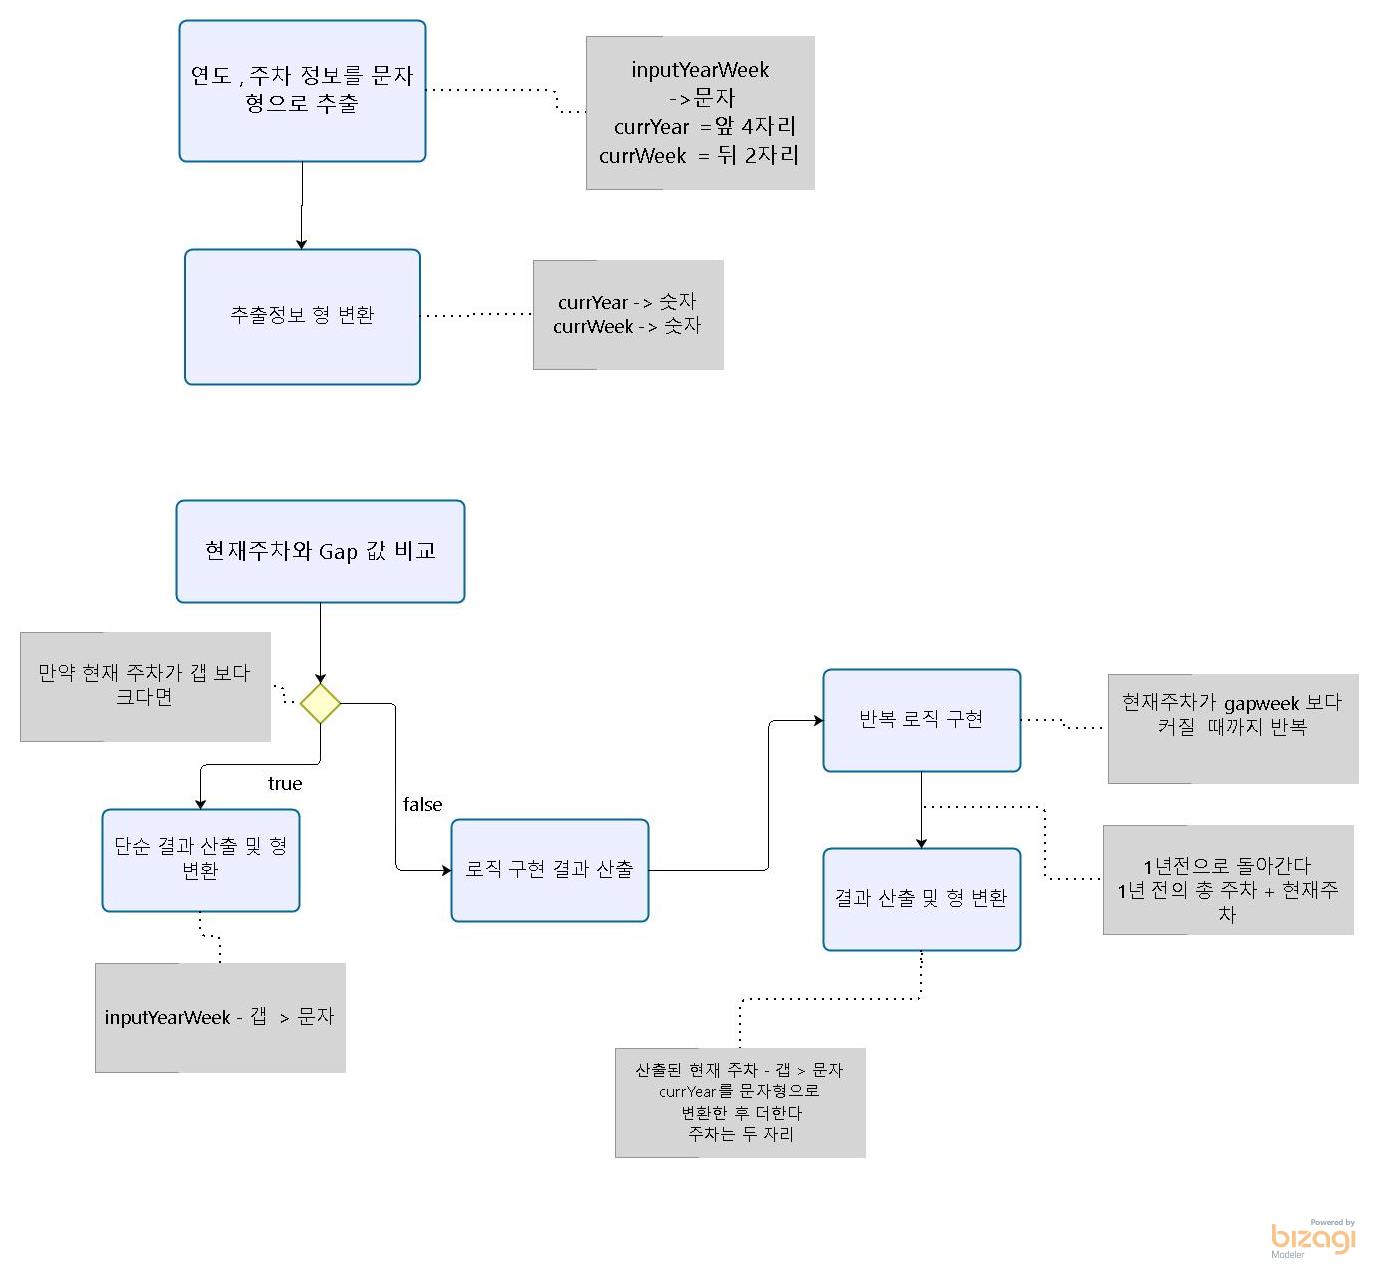 연도 , 주차 정보를 문자
형으로 추출
inputYearWeek
->문자
currYear =앞 4자리
currWeek = 뒤 2자리
추출정보 형 변환
currYear -> 숫자
currWeek -> 숫자
현재주차와 Gap 값 비교
만약 현재 주차가 갭 보다
크다면
true
false
단순 결과 산출 및 형
변환
inputYearWeek - 갭 > 문자
로직 구현 결과 산출
반복 로직 구현
현재주차가 gapweek 보다
커질 때까지 반복
1년전으로 돌아간다
1년 전의 총 주차 + 현재주
차
결과 산출 및 형 변환
산출된 현재 주차 - 갭 > 문자
currYear를 문자형으로
변환한 후 더한다
주차는 두 자리
Powered by
bizagi
Modeler